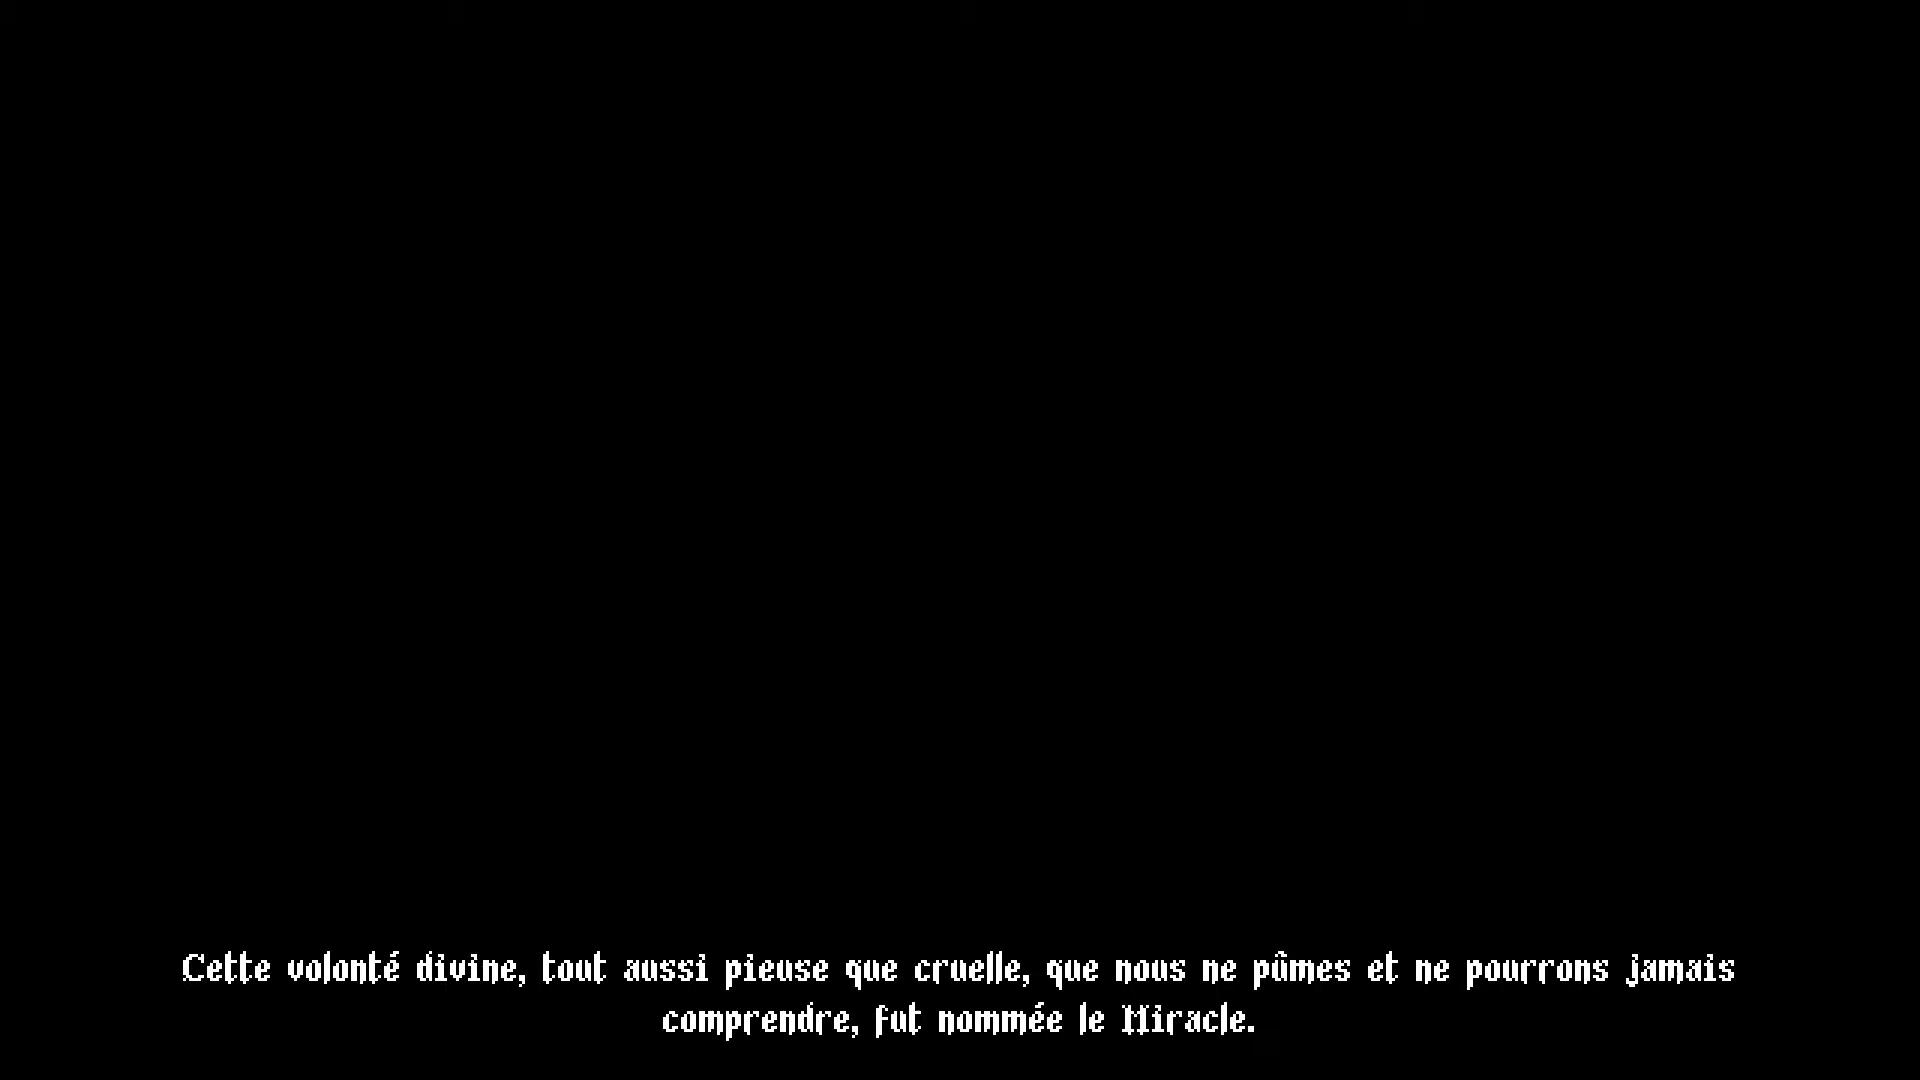 Cette volonté divine, tout aussi pieuse que cruelle, que nous ne pûmes et ne pourrons jamais
comprendre, fut nommée le Miracle.